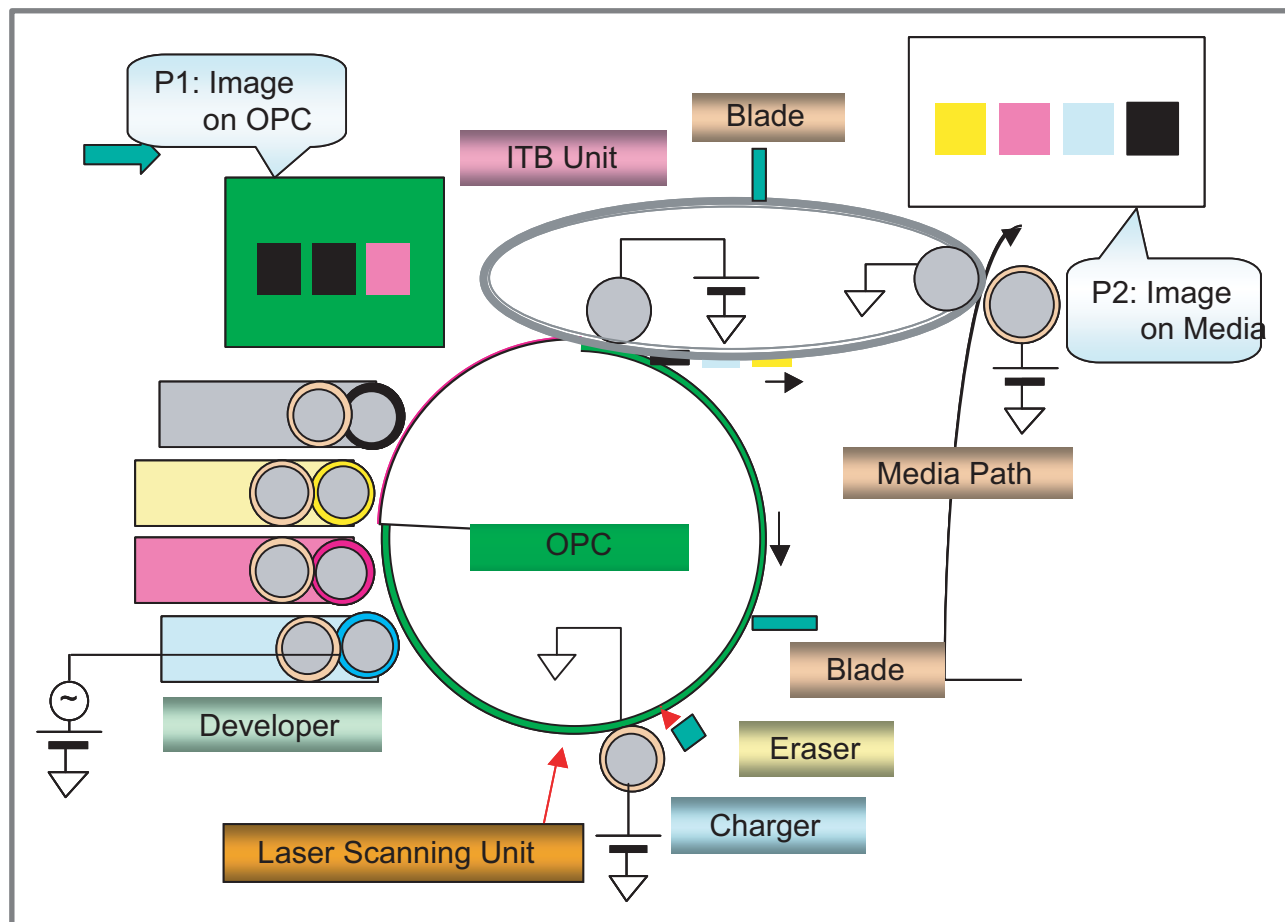 P1: Image
on OPC
Blade
ITB Unit
P2: Image
on Media
Media Path
OPC
Blade
~
Developer
Eraser
Charger
Laser Scanning Unit